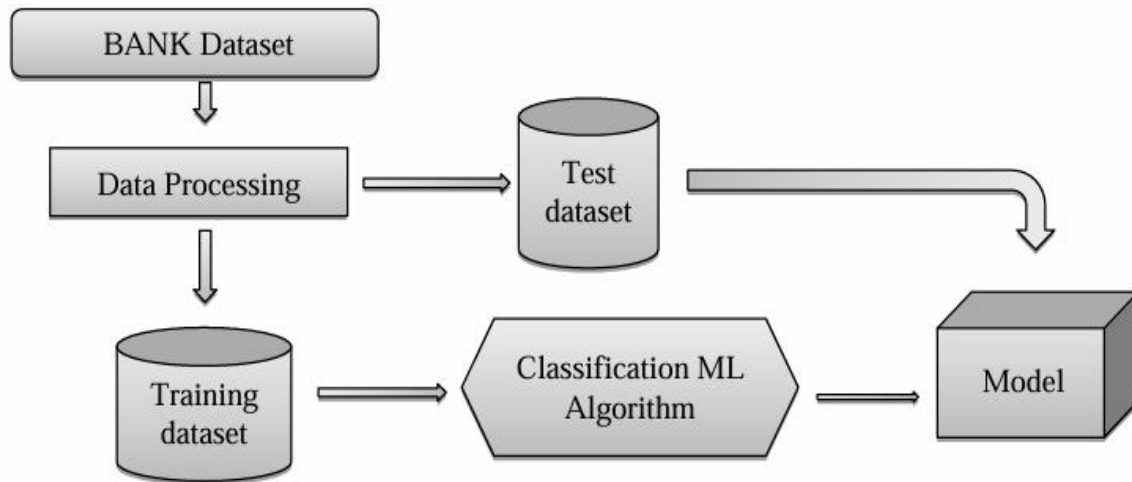 BANK Dataset
Data Processing
Test
dataset
Training
dataset
Classification ML
Algorithm
Model